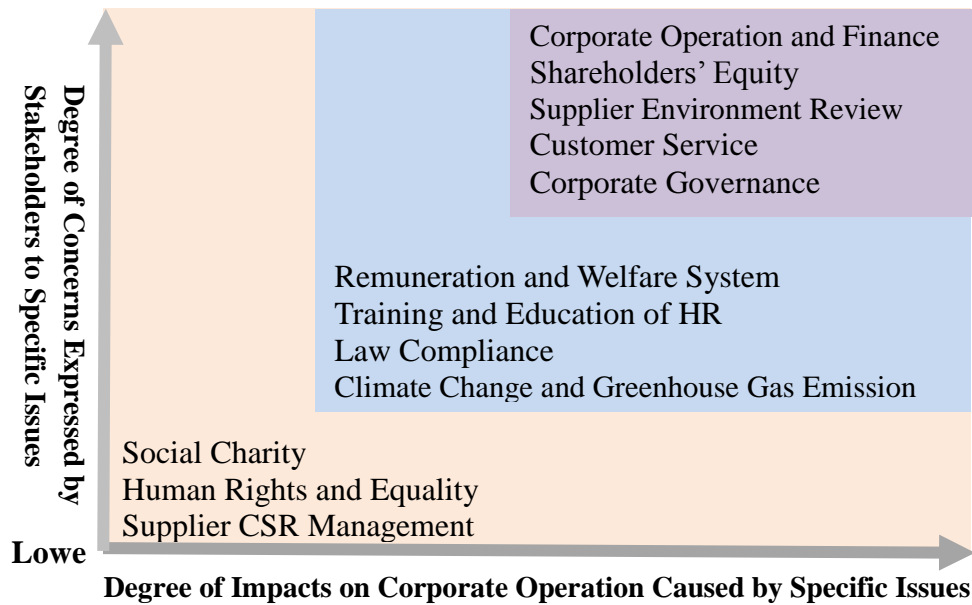 Degree of Concerns Expressed by
Stakeholders to Specific Issues
Corporate Operation and Finance
Shareholders’ Equity
Supplier Environment Review
Customer Service
Corporate Governance
Remuneration and Welfare System
Training and Education of HR
Law Compliance
Climate Change and Greenhouse Gas Emission
Social Charity
Human Rights and Equality
Supplier CSR Management
Lowe
Degree of Impacts on Corporate Operation Caused by Specific Issues